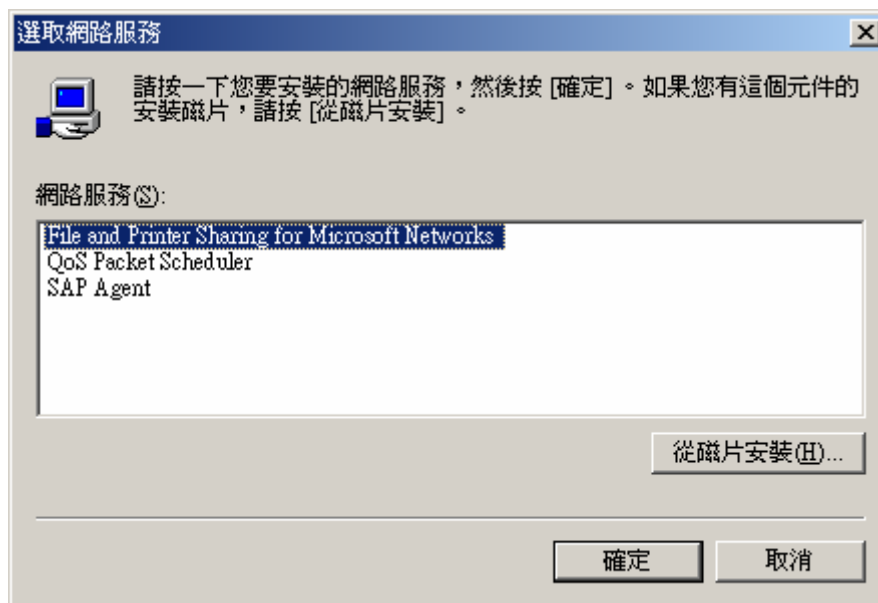 選取網路服務
請按一下您要安裝的網路服務，然後按 [確定] 。如果您有這個元件的
安裝磁片，請按 [從磁片安裝] 。
網路服務(S):
File and Printer Sharing for Microsoft Networks
QoS Packet Scheduler
SAP Agent
從磁片安裝(H)...
確定
取消